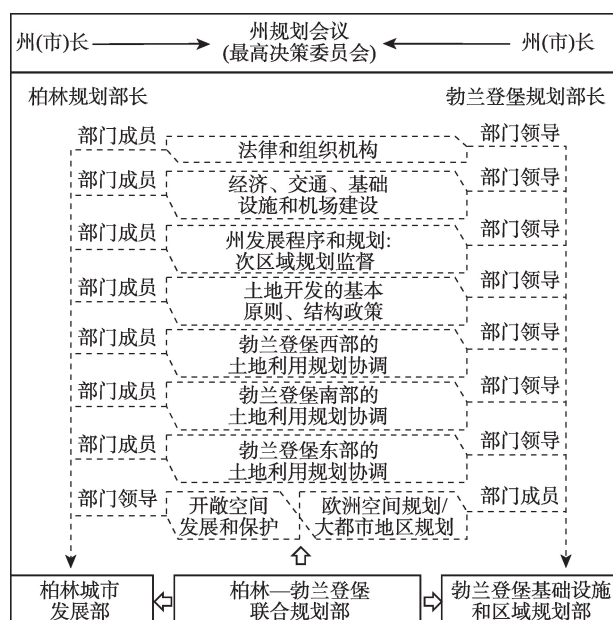 州(市)长
州规划会议
(最高决策委员会)
州(市)长
柏林规划部长
勃兰登堡规划部长
部门成员
法律和组织机构
部门领导
部门成员
经济、交通、基础
设施和机场建设
部门领导
部门成员
州发展程序和规划:
次区域规划监督
部门领导
部门成员
土地开发的基本
原则、结构政策
部门领导
部门成员
勃兰登堡西部的
土地利用规划协调
部门领导
部门成员
勃兰登堡南部的
土地利用规划协调
部门领导
部门成员
勃兰登堡东部的
土地利用规划协调
部门领导
部门领导
开敞空间
发展和保护
欧洲空间规划/
大都市地区规划
部门成员
柏林城市
发展部
柏林—勃兰登堡
联合规划部
勃兰登堡基础设施
和区域规划部